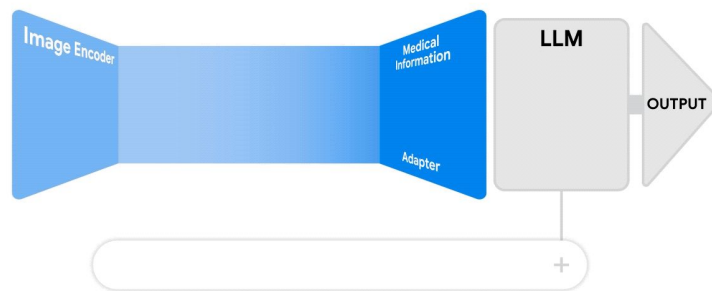 Image Encoder
Medical
Information
Adapter
LLM
OUTPUT
+